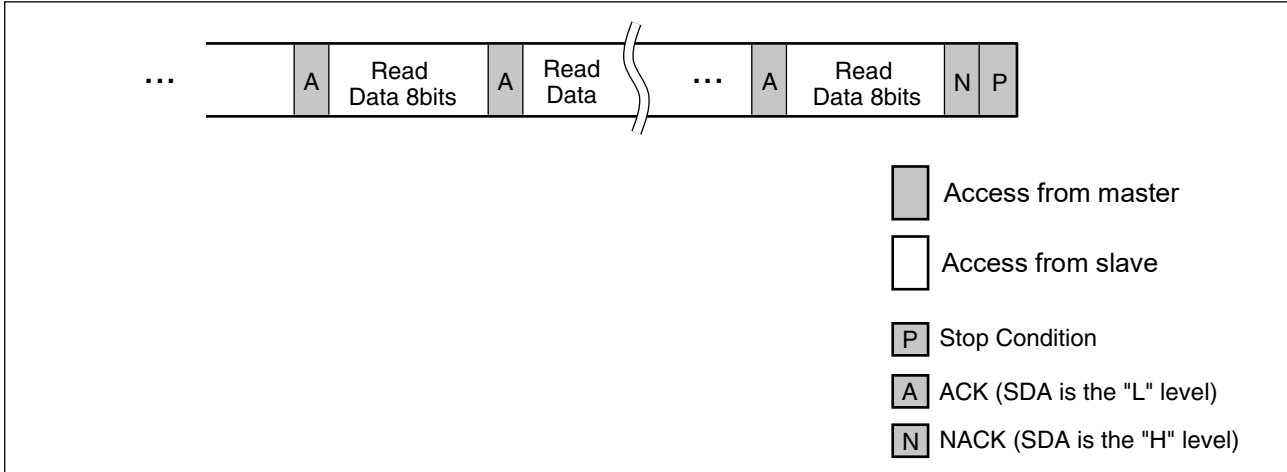 ... A Read Data 8bits A Read Data ... A Read Data 8bits N P
Access from master
Access from slave
P Stop Condition
A ACK (SDA is the "L" level)
N NACK (SDA is the "H" level)